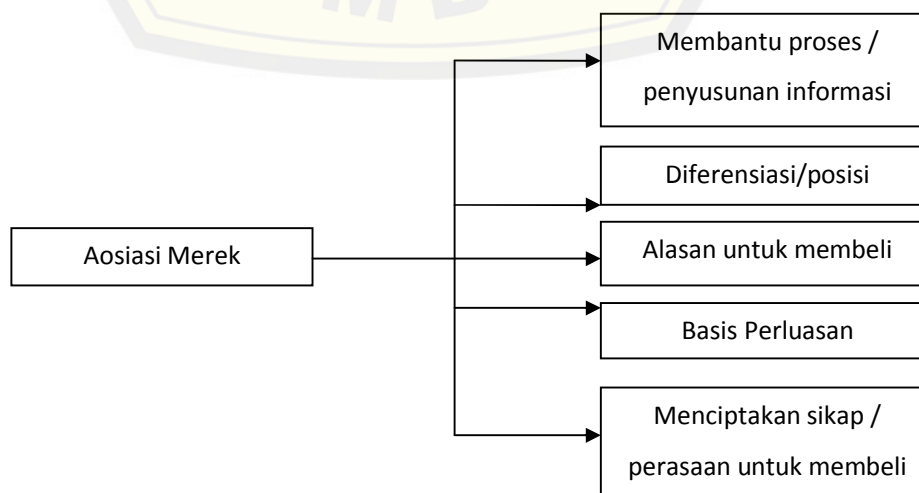 Membantu proses /
penyusunan informasi
Diferensiasi/posisi
Aosiasi Merek
Alasan untuk membeli
Basis Perluasan
Menciptakan sikap /
perasaan untuk membeli